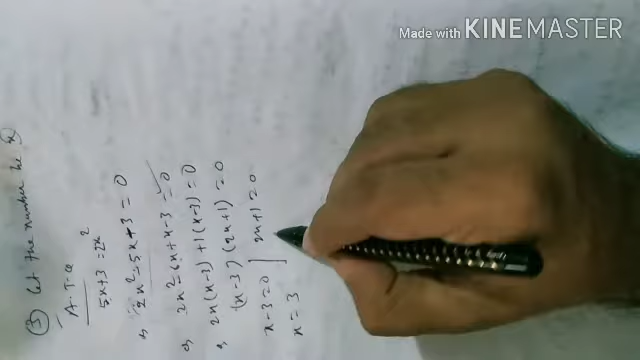 Made with KINEMASTER
③ Let the number be x
A.T.Q
5x+3 = 2x²
⇒ 2x²-5x+3 = 0
⇒ 2x²-6x+x-3 = 0
⇒ 2x(x-3)+1(x-3) = 0
⇒ (x-3)(2x+1) = 0
x-3=0 | 2x+1=0
x = 3